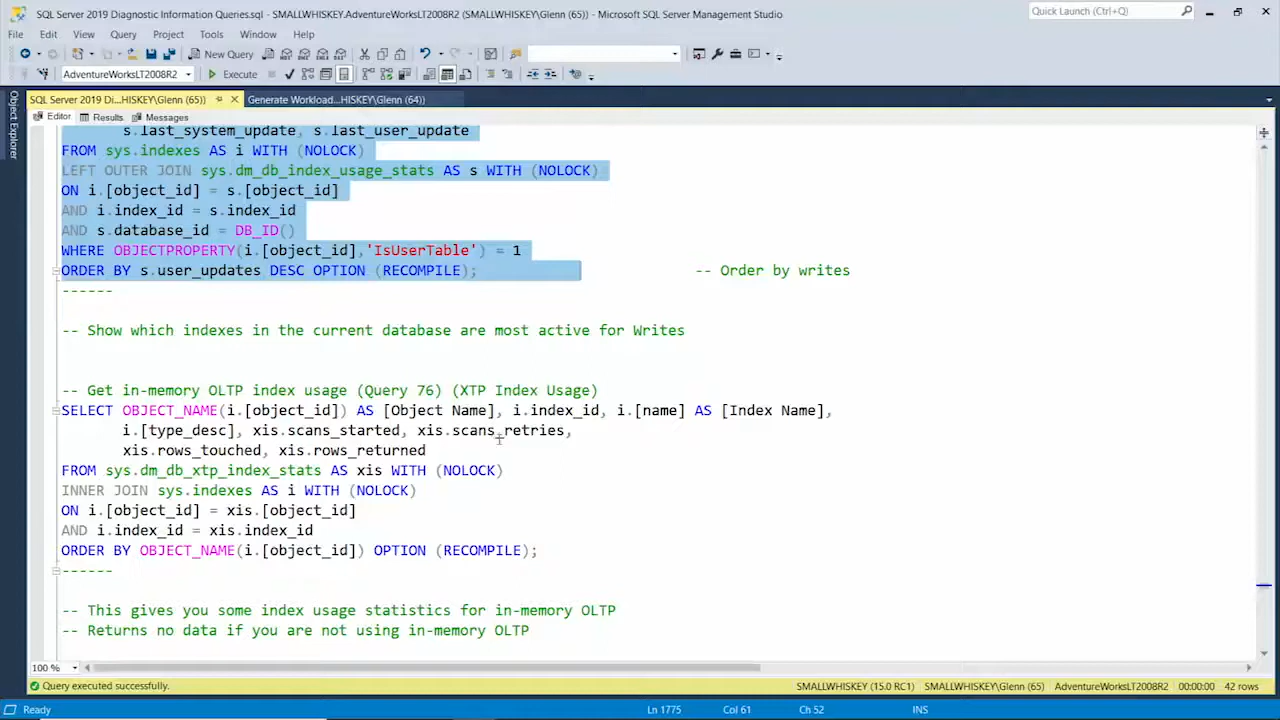 SQL Server 2019 Diagnostic Information Queries.sql - SMALLWHISKEY.AdventureWorksLT2008R2 (SMALLWHISKEY\Glenn (65)) - Microsoft SQL Server Management Studio
Quick Launch (Ctrl+Q)
File Edit View Query Project Tools Window Help
New Query
AdventureWorksLT2008R2 Execute
SQL Server 2019 Di...HISKEY\Glenn (65)) Generate Workload...HISKEY\Glenn (64))
Object Explorer
Editor Results Messages
s.last_system_update, s.last_user_update
FROM sys.indexes AS i WITH (NOLOCK)
LEFT OUTER JOIN sys.dm_db_index_usage_stats AS s WITH (NOLOCK)
ON i.[object_id] = s.[object_id]
AND i.index_id = s.index_id
AND s.database_id = DB_ID()
WHERE OBJECTPROPERTY(i.[object_id],'IsUserTable') = 1
ORDER BY s.user_updates DESC OPTION (RECOMPILE); -- Order by writes
------
-- Show which indexes in the current database are most active for Writes
-- Get in-memory OLTP index usage (Query 76) (XTP Index Usage)
SELECT OBJECT_NAME(i.[object_id]) AS [Object Name], i.index_id, i.[name] AS [Index Name],
i.[type_desc], xis.scans_started, xis.scans_retries,
xis.rows_touched, xis.rows_returned
FROM sys.dm_db_xtp_index_stats AS xis WITH (NOLOCK)
INNER JOIN sys.indexes AS i WITH (NOLOCK)
ON i.[object_id] = xis.[object_id]
AND i.index_id = xis.index_id
ORDER BY OBJECT_NAME(i.[object_id]) OPTION (RECOMPILE);
------
-- This gives you some index usage statistics for in-memory OLTP
-- Returns no data if you are not using in-memory OLTP
100 %
Query executed successfully. SMALLWHISKEY (15.0 RC1) SMALLWHISKEY\Glenn (65) AdventureWorksLT2008R2 00:00:00 42 rows
Ready Ln 1775 Col 61 Ch 52 INS